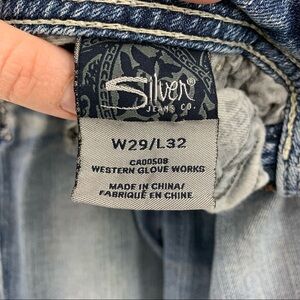 Silver®
JEANS CO.
W29/L32
CA00508
WESTERN GLOVE WORKS
MADE IN CHINA/
FABRIQUÉ EN CHINE